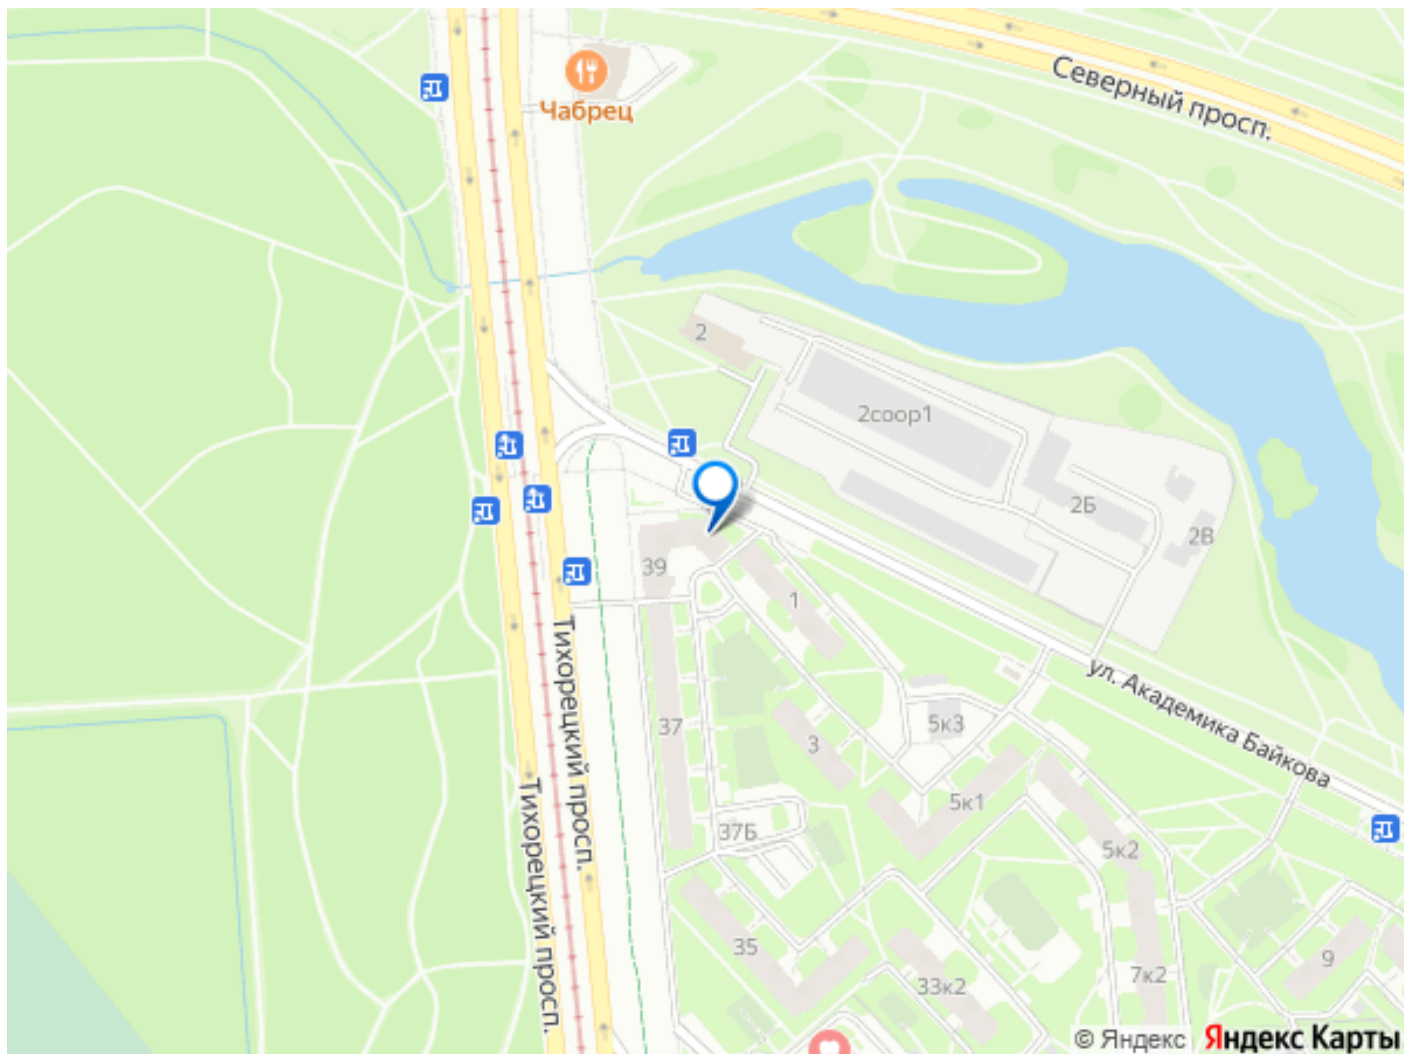 Северный просп.
Чабрец
2
2соор1
2Б
2В
39
1
Тихорецкий просп.
ул. Академика Байкова
37
3
5к3
5к1
Тихорецкий просп.
37Б
5к2
35
33к2
7к2
9
© Яндекс Яндекс Карты